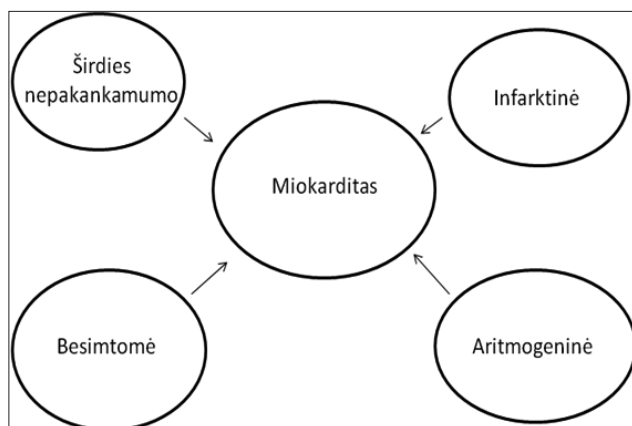 Širdies
nepakankamumo
Infarktinė
Miokarditas
Besimtomė
Aritmogeninė